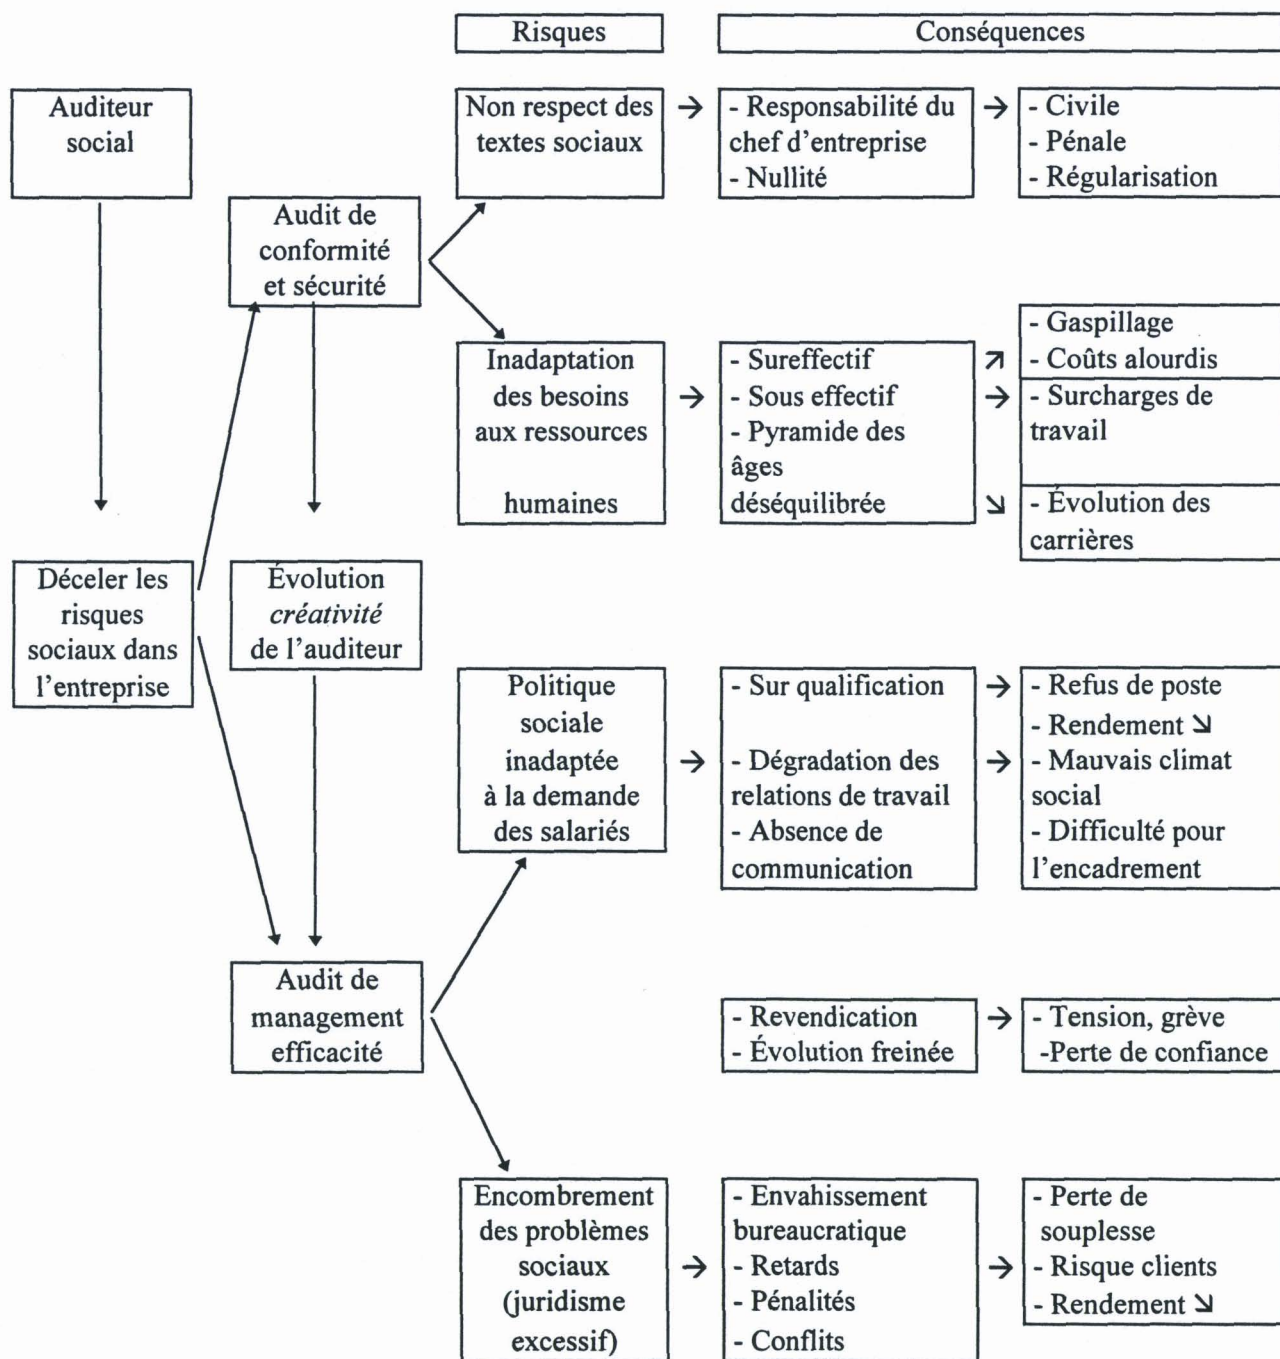 Risques
Conséquences
Auditeur
social
Non respect des
textes sociaux
→
- Responsabilité du
chef d'entreprise
- Nullité
→
- Civile
- Pénale
- Régularisation
Audit de
conformité
et sécurité
Inadaptation
des besoins
aux ressources
humaines
→
- Sureffectif
- Sous effectif
- Pyramide des
âges
déséquilibrée
↗
→
↘
- Gaspillage
- Coûts alourdis
- Surcharges de
travail
- Évolution des
carrières
Déceler les
risques
sociaux dans
l'entreprise
Évolution
créativité
de l'auditeur
Politique
sociale
inadaptée
à la demande
des salariés
→
- Sur qualification
- Dégradation des
relations de travail
- Absence de
communication
→
→
- Refus de poste
- Rendement ↘
- Mauvais climat
social
- Difficulté pour
l'encadrement
Audit de
management
efficacité
- Revendication
- Évolution freinée
→
- Tension, grève
-Perte de confiance
Encombrement
des problèmes
sociaux
(juridisme
excessif)
→
- Envahissement
bureaucratique
- Retards
- Pénalités
- Conflits
→
- Perte de
souplesse
- Risque clients
- Rendement ↘